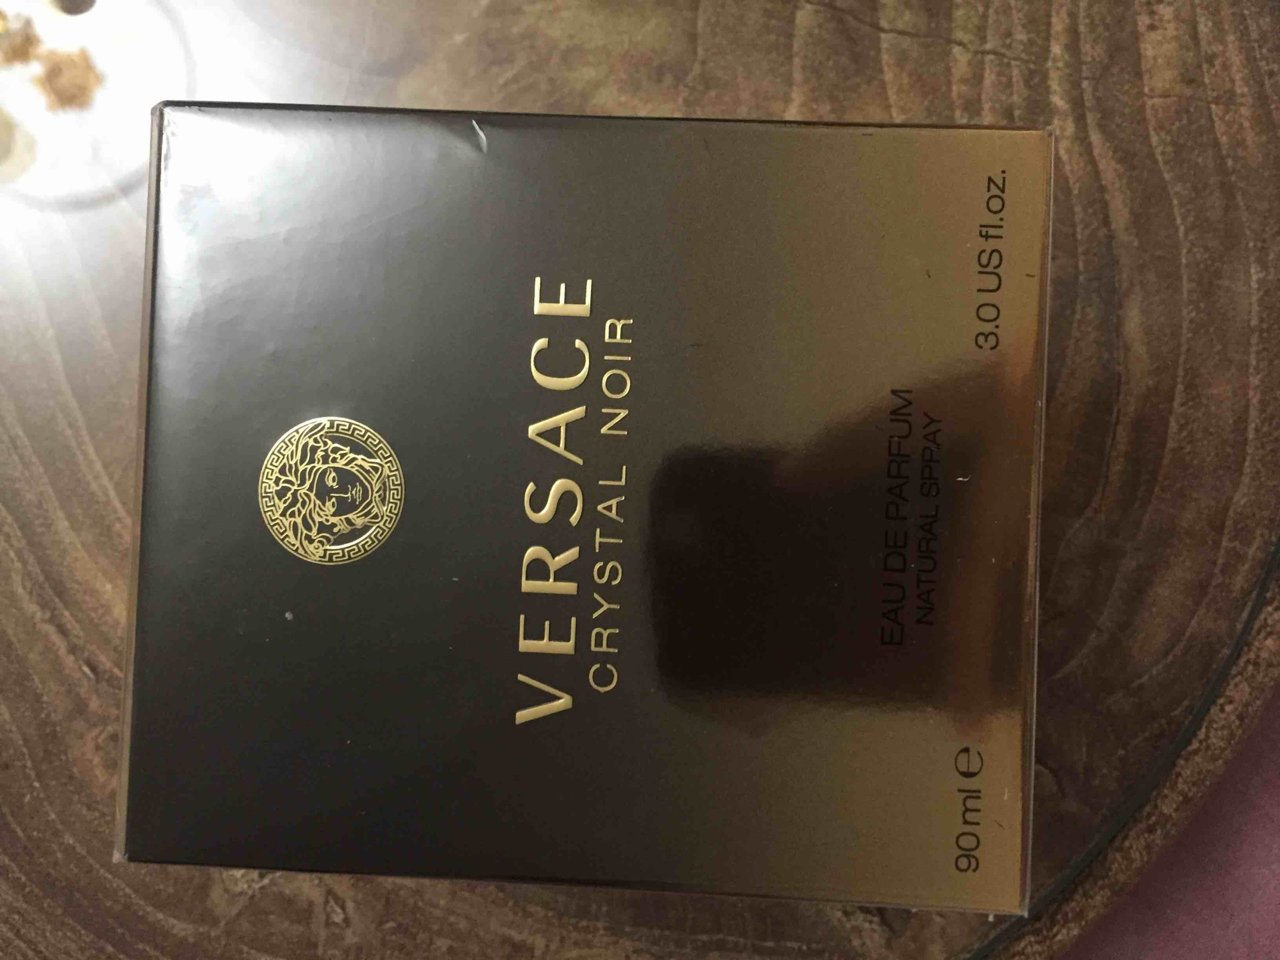 VERSACE
CRYSTAL NOIR
EAU DE PARFUM
NATURAL SPRAY
90 ml e 3.0 US fl.oz.